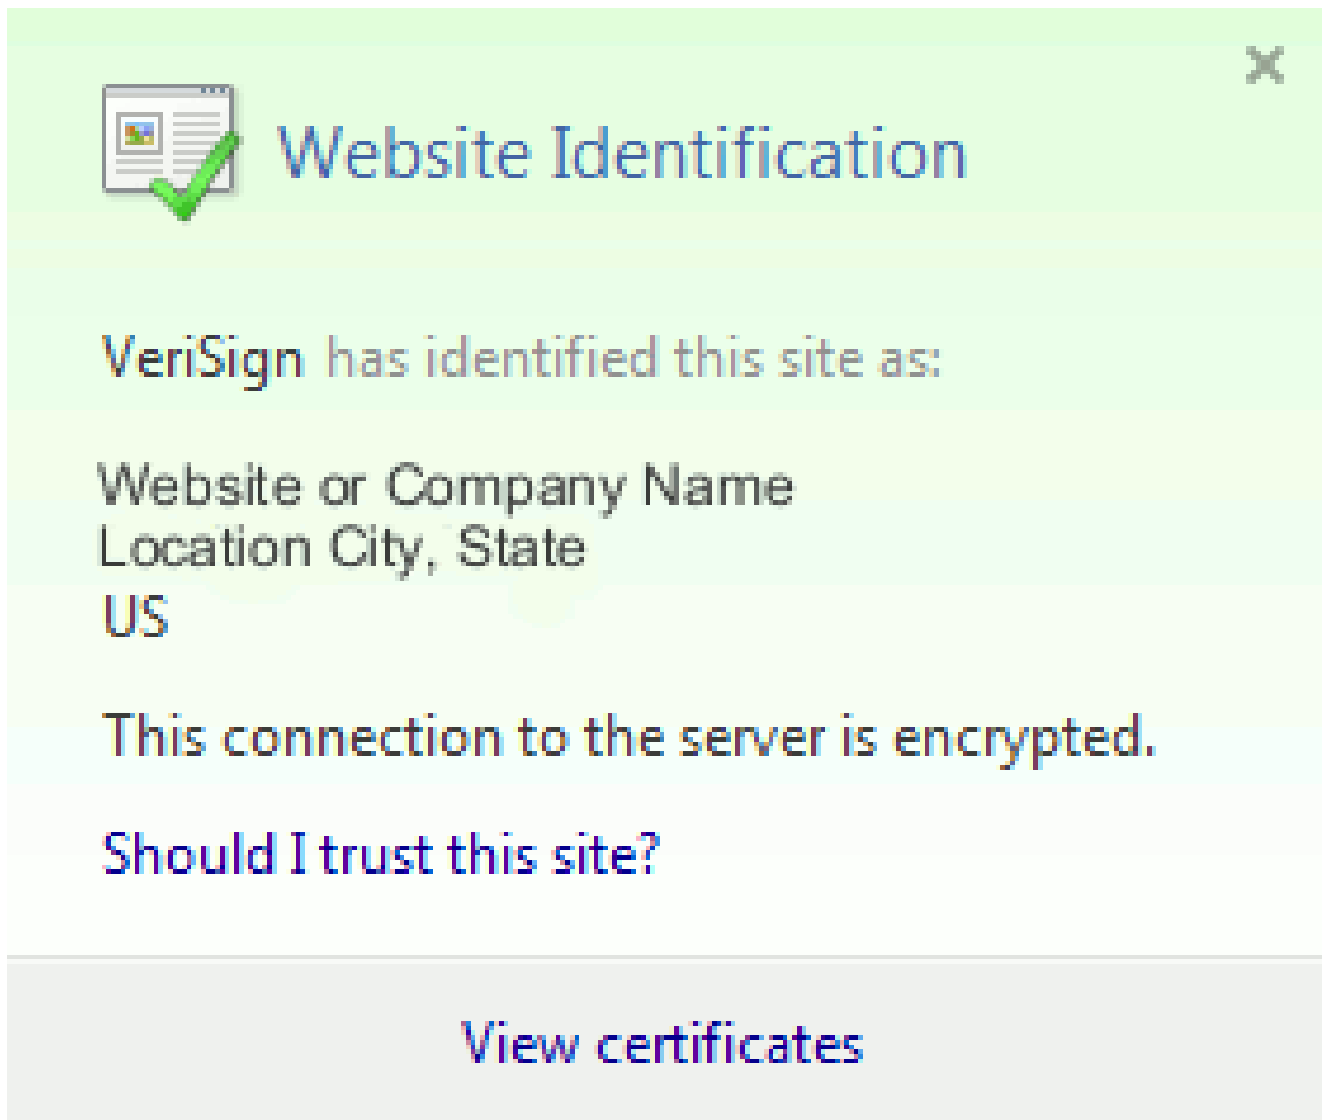 Website Identification
VeriSign has identified this site as:
Website or Company Name
Location City, State
US
This connection to the server is encrypted.
Should I trust this site?
View certificates